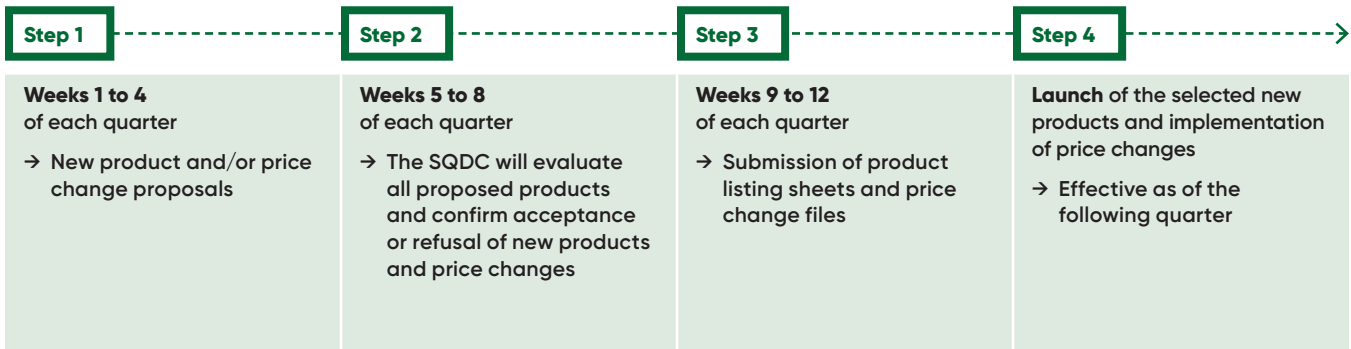 Step 1
Step 2
Step 3
Step 4
Weeks 1 to 4
of each quarter
→ New product and/or price
change proposals
Weeks 5 to 8
of each quarter
→ The SQDC will evaluate
all proposed products
and confirm acceptance
or refusal of new products
and price changes
Weeks 9 to 12
of each quarter
→ Submission of product
listing sheets and price
change files
Launch of the selected new
products and implementation
of price changes
→ Effective as of the
following quarter